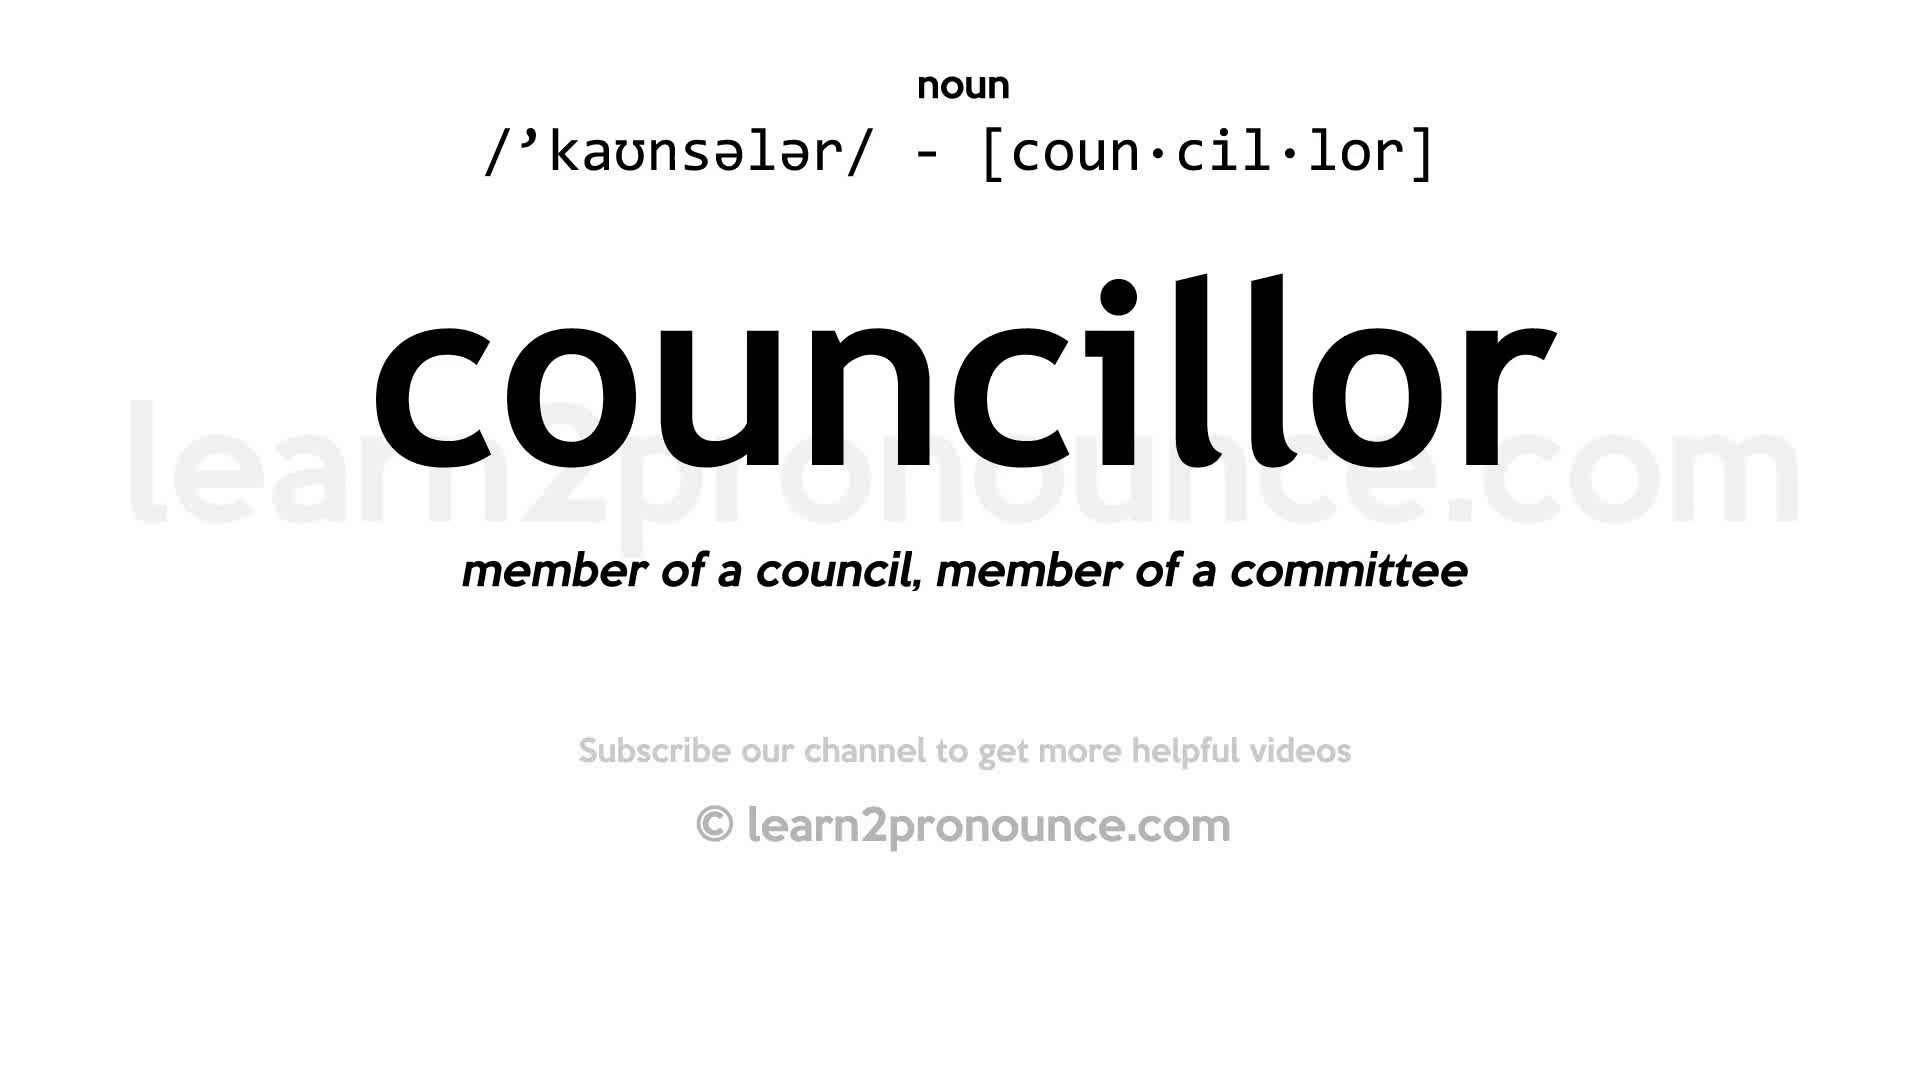 noun
/’kaʊnsələr/ - [coun·cil·lor]
councillor
learn2pronounce.com
member of a council, member of a committee
Subscribe our channel to get more helpful videos
© learn2pronounce.com